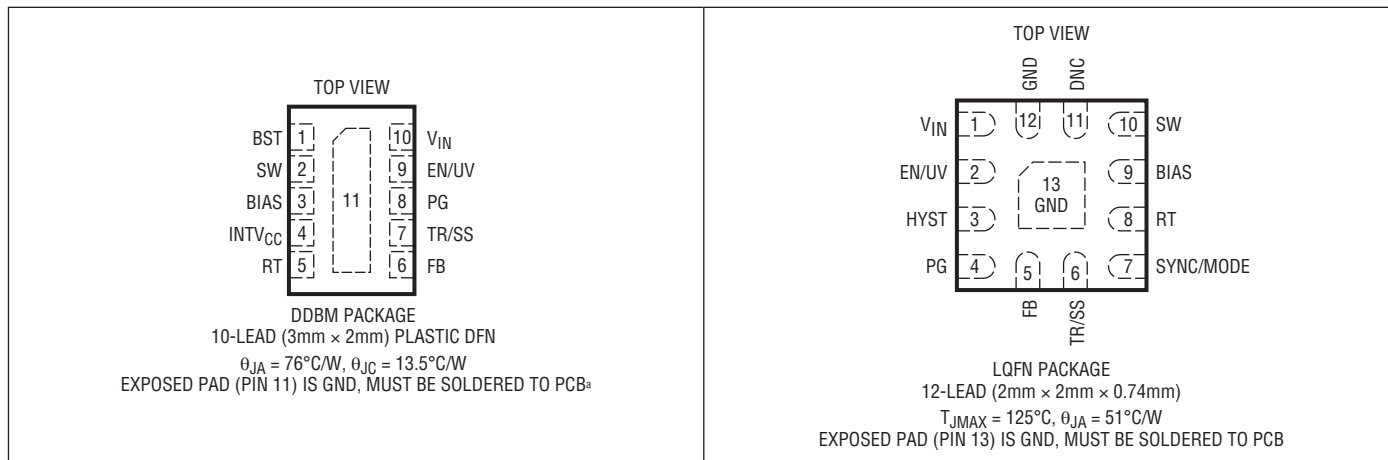 TOP VIEW
BST 1 10 VIN
SW 2 9 EN/UV
BIAS 3 11 8 PG
INTVCC 4 7 TR/SS
RT 5 6 FB
DDBM PACKAGE
10-LEAD (3mm × 2mm) PLASTIC DFN
θJA = 76°C/W, θJC = 13.5°C/W
EXPOSED PAD (PIN 11) IS GND, MUST BE SOLDERED TO PCBa
TOP VIEW
GND DNC
VIN 1 12 11 10 SW
EN/UV 2 9 BIAS
13
GND
HYST 3 8 RT
PG 4 5 6 7 SYNC/MODE
FB TR/SS
LQFN PACKAGE
12-LEAD (2mm × 2mm × 0.74mm)
TJMAX = 125°C, θJA = 51°C/W
EXPOSED PAD (PIN 13) IS GND, MUST BE SOLDERED TO PCB